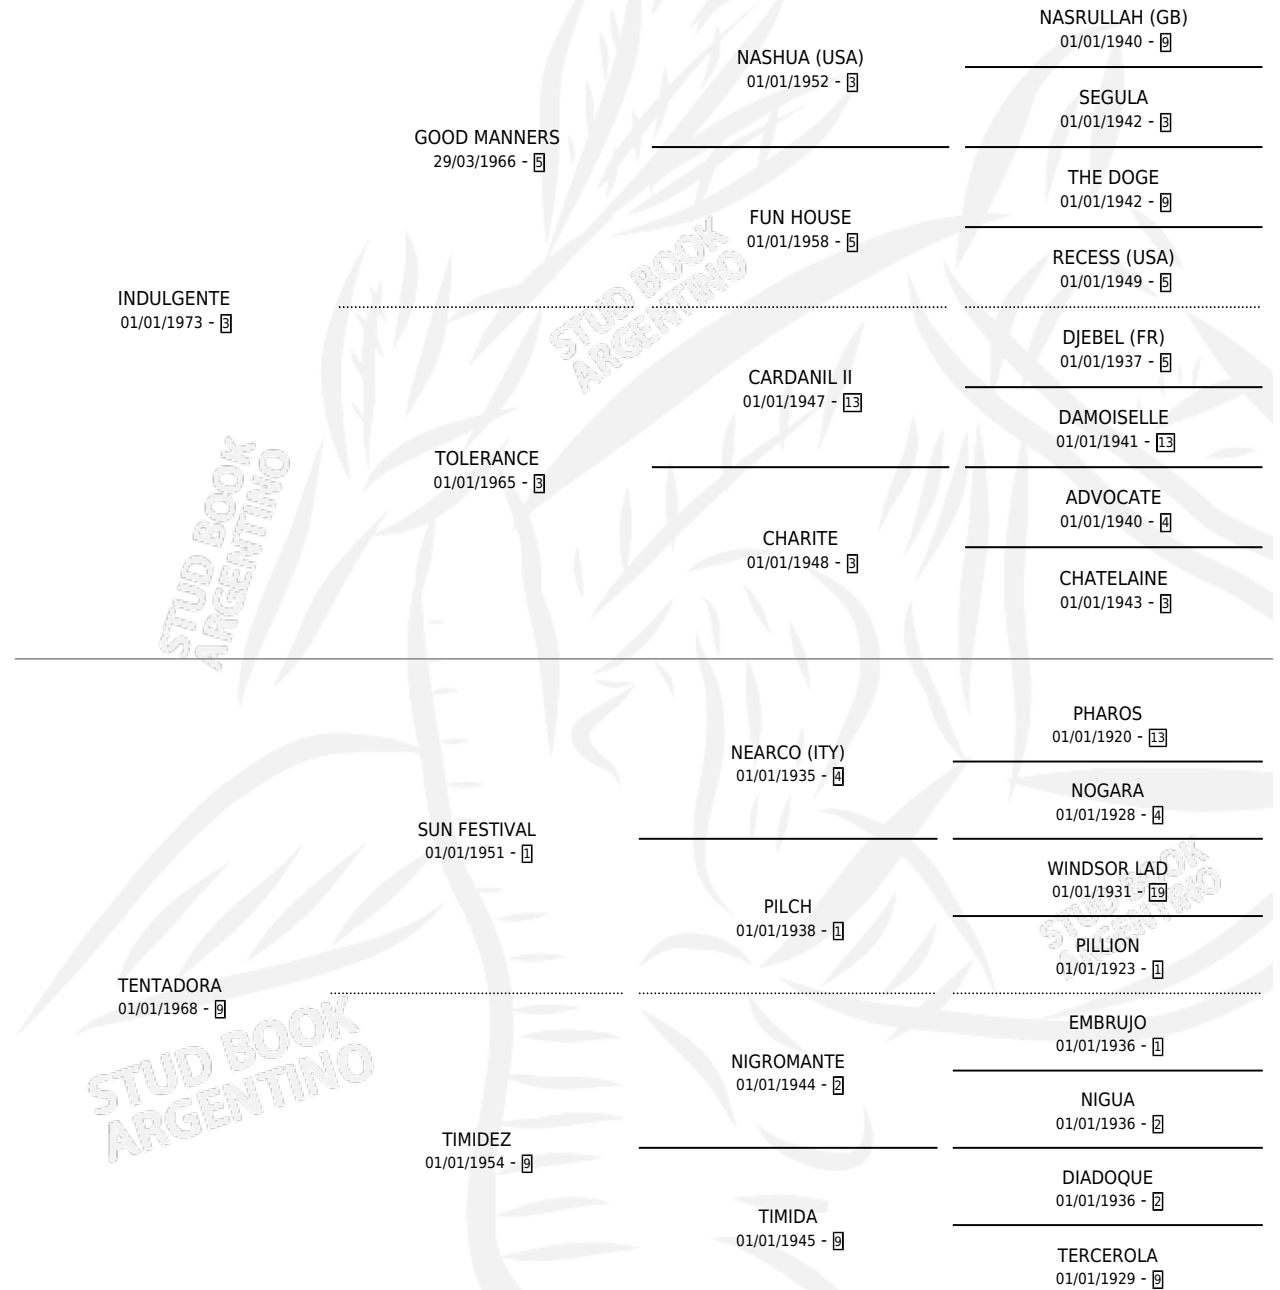 NASRULLAH (GB)
01/01/1940 - 9
NASHUA (USA)
01/01/1952 - 3
SEGULA
01/01/1942 - 3
GOOD MANNERS
29/03/1966 - 5
THE DOGE
01/01/1942 - 9
FUN HOUSE
01/01/1958 - 5
RECESS (USA)
01/01/1949 - 5
INDULGENTE
01/01/1973 - 3
DJEBEL (FR)
01/01/1937 - 5
CARDANIL II
01/01/1947 - 13
DAMOISELLE
01/01/1941 - 13
TOLERANCE
01/01/1965 - 3
ADVOCATE
01/01/1940 - 4
CHARITE
01/01/1948 - 3
CHATELAINE
01/01/1943 - 3
PHAROS
01/01/1920 - 13
NEARCO (ITY)
01/01/1935 - 4
NOGARA
01/01/1928 - 4
SUN FESTIVAL
01/01/1951 - 1
WINDSOR LAD
01/01/1931 - 19
PILCH
01/01/1938 - 1
PILLION
01/01/1923 - 1
TENTADORA
01/01/1968 - 9
EMBRUJO
01/01/1936 - 1
NIGROMANTE
01/01/1944 - 2
NIGUA
01/01/1936 - 2
TIMIDEZ
01/01/1954 - 9
DIADOQUE
01/01/1936 - 2
TIMIDA
01/01/1945 - 9
TERCEROLA
01/01/1929 - 9
STUD BOOK
ARGENTINO
STUD BOOK
ARGENTINO
STUD BOOK
ARGENTINO
STUD BOOK
ARGENTINO